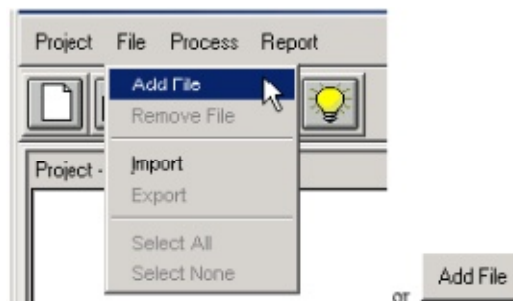 Project File Process Report
Add File
Remove File
Project -
Import
Export
Select All
Select None
or Add File